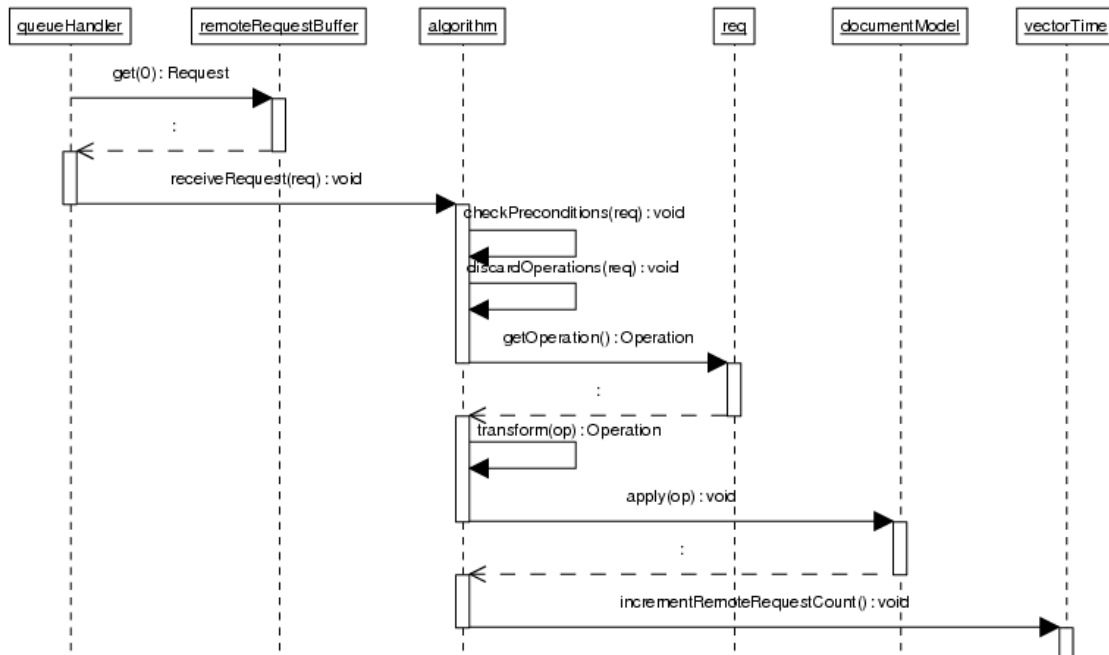 queueHandler remoteRequestBuffer algorithm req documentModel vectorTime
get(0) : Request
:
receiveRequest(req) : void
checkPreconditions(req) : void
discardOperations(req) : void
getOperation() : Operation
:
transform(op) : Operation
apply(op) : void
:
incrementRemoteRequestCount() : void